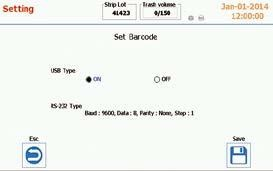 Setting
Strip Lot
41423
Trash volume
0/150
Jan-01-2014
12:00:00
Set Barcode
USB Type
ON
OFF
RS-232 Type
Baud : 9600, Data : 8, Parity : None, Stop : 1
Esc
Save